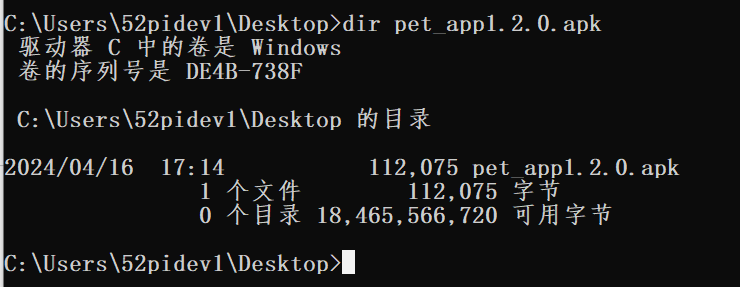 C:\Users\52pidev1\Desktop>dir pet_app1.2.0.apk
驱动器 C 中的卷是 Windows
卷的序列号是 DE4B-738F
C:\Users\52pidev1\Desktop 的目录
2024/04/16  17:14           112,075 pet_app1.2.0.apk
1 个文件        112,075 字节
0 个目录 18,465,566,720 可用字节
C:\Users\52pidev1\Desktop>